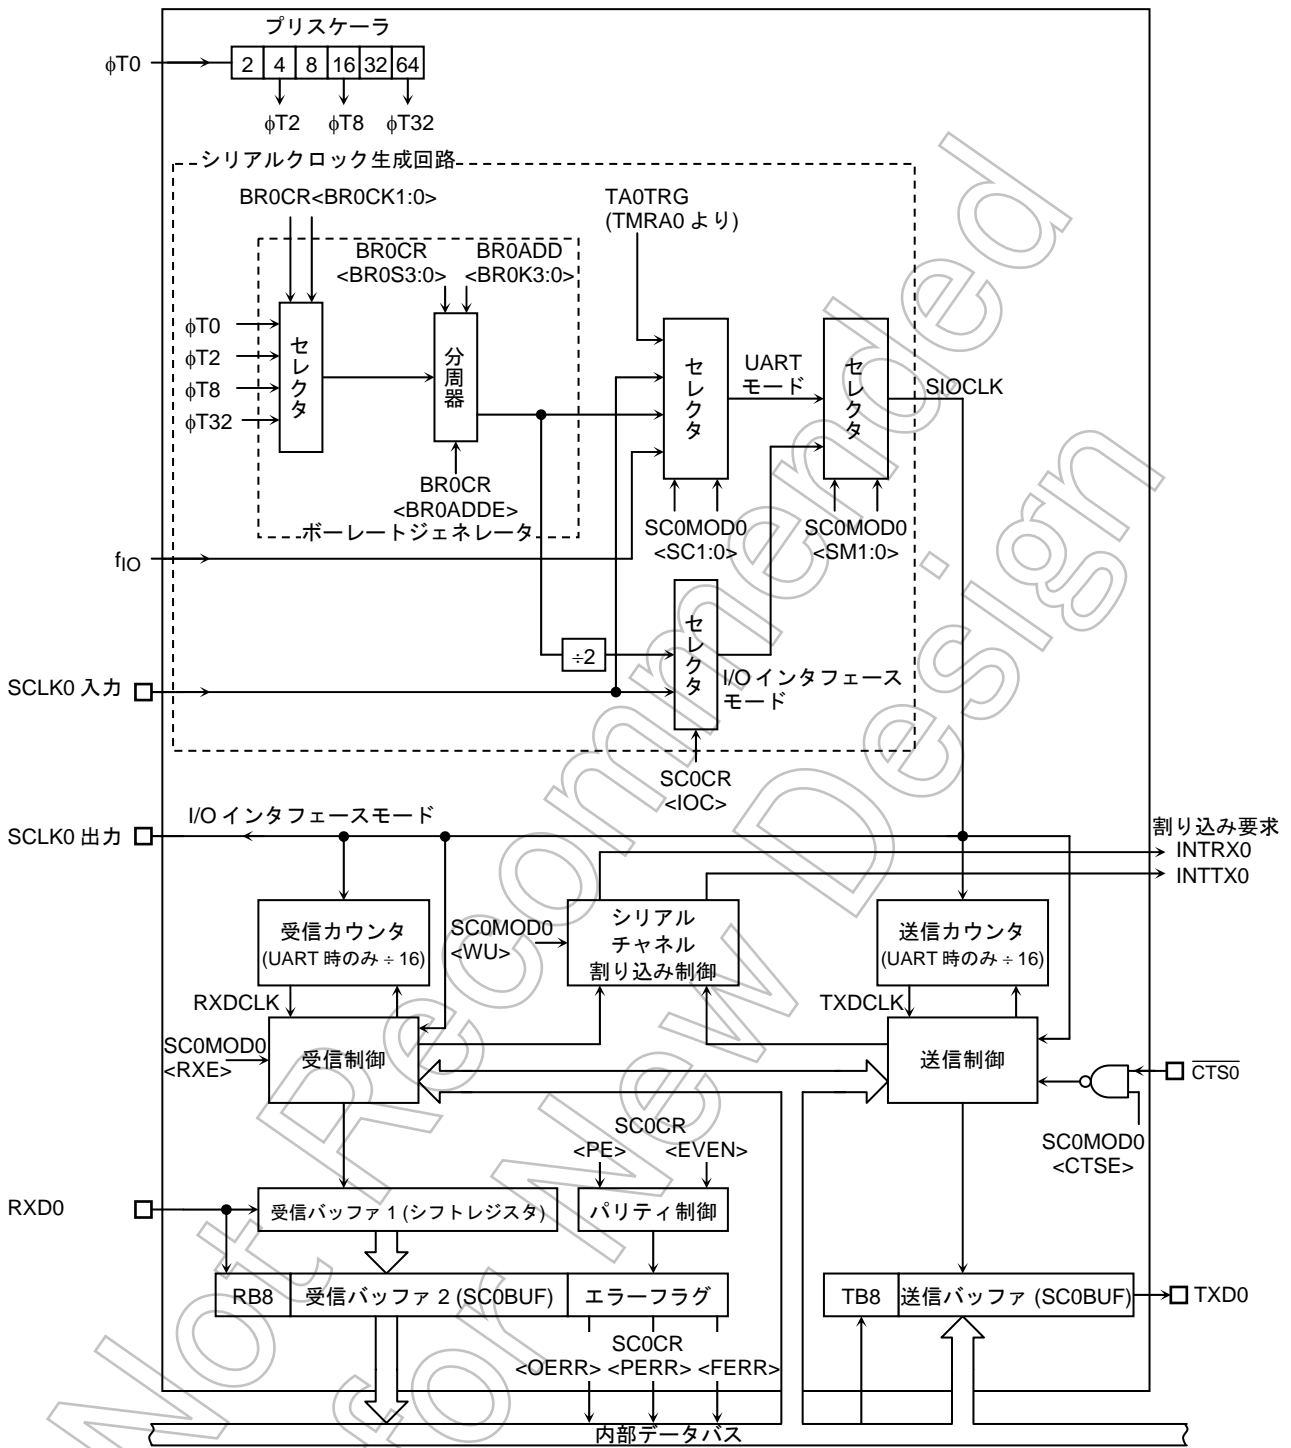 プリスケーラ
φT0
2 4 8 16 32 64
φT2 φT8 φT32
シリアルクロック生成回路
BR0CR<BR0CK1:0>
TA0TRG
(TMRA0 より)
BR0CR
<BR0S3:0>
BR0ADD
<BR0K3:0>
φT0
φT2
φT8
φT32
セレクタ
分周器
セレクタ
UART
モード
セレクタ
SIOCLK
BR0CR
<BR0ADDE>
ボーレートジェネレータ
SC0MOD0
<SC1:0>
SC0MOD0
<SM1:0>
fIO
÷2
セレクタ
I/O インタフェース
モード
SCLK0 入力
SC0CR
<IOC>
I/O インタフェースモード
SCLK0 出力
割り込み要求
INTRX0
INTTX0
受信カウンタ
(UART 時のみ ÷ 16)
SC0MOD0
<WU>
シリアル
チャネル
割り込み制御
送信カウンタ
(UART 時のみ ÷ 16)
RXDCLK
TXDCLK
SC0MOD0
<RXE>
受信制御
送信制御
CTS0
SC0MOD0
<CTSE>
SC0CR
<PE> <EVEN>
RXD0
受信バッファ 1 (シフトレジスタ)
パリティ制御
RB8
受信バッファ 2 (SC0BUF)
エラーフラグ
TB8
送信バッファ (SC0BUF)
TXD0
SC0CR
<OERR> <PERR> <FERR>
内部データバス
Not Recommended
for New Design